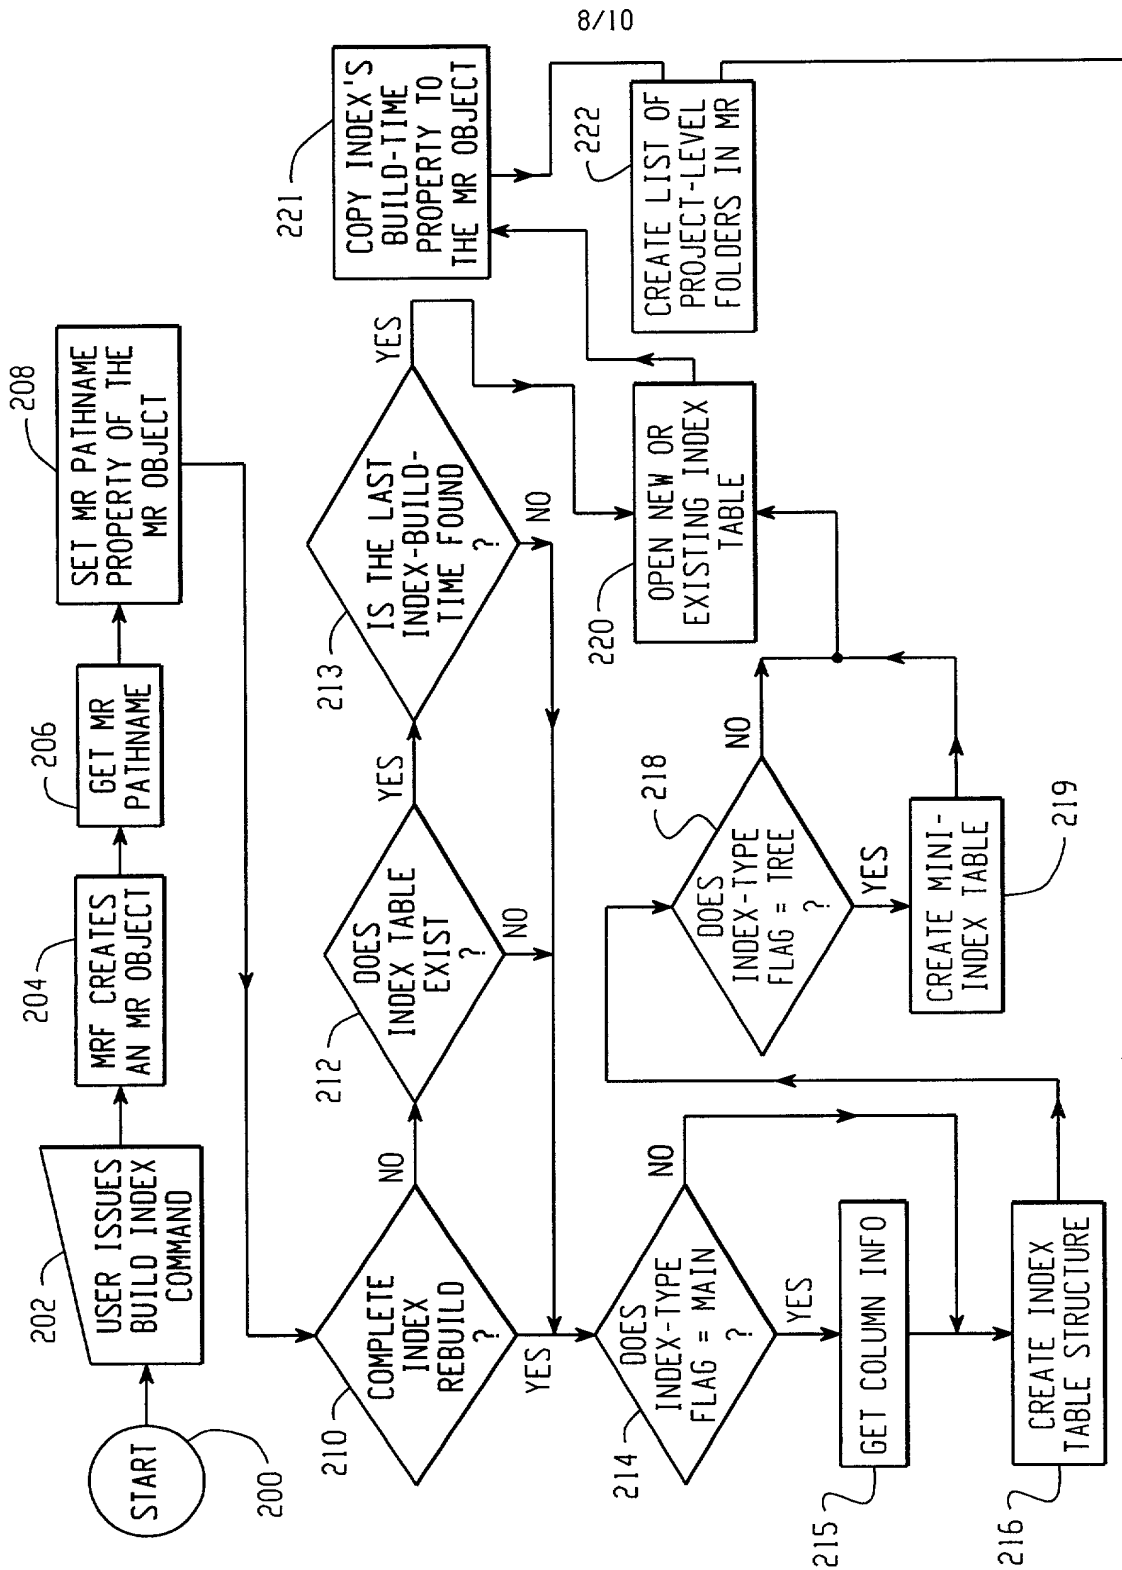 8/10
START
200
USER ISSUES
BUILD INDEX
COMMAND
202
MRF CREATES
AN MR OBJECT
204
GET MR
PATHNAME
206
SET MR PATHNAME
PROPERTY OF THE
MR OBJECT
208
COMPLETE
INDEX
REBUILD
?
210
NO
YES
DOES
INDEX TABLE
EXIST
?
212
YES
NO
IS THE LAST
INDEX-BUILD-
TIME FOUND
?
213
YES
NO
COPY INDEX'S
BUILD-TIME
PROPERTY TO
THE MR OBJECT
221
DOES
INDEX-TYPE
FLAG = MAIN
?
214
NO
YES
GET COLUMN INFO
215
CREATE INDEX
TABLE STRUCTURE
216
DOES
INDEX-TYPE
FLAG = TREE
?
218
NO
YES
CREATE MINI-
INDEX TABLE
219
OPEN NEW OR
EXISTING INDEX
TABLE
220
CREATE LIST OF
PROJECT-LEVEL
FOLDERS IN MR
222